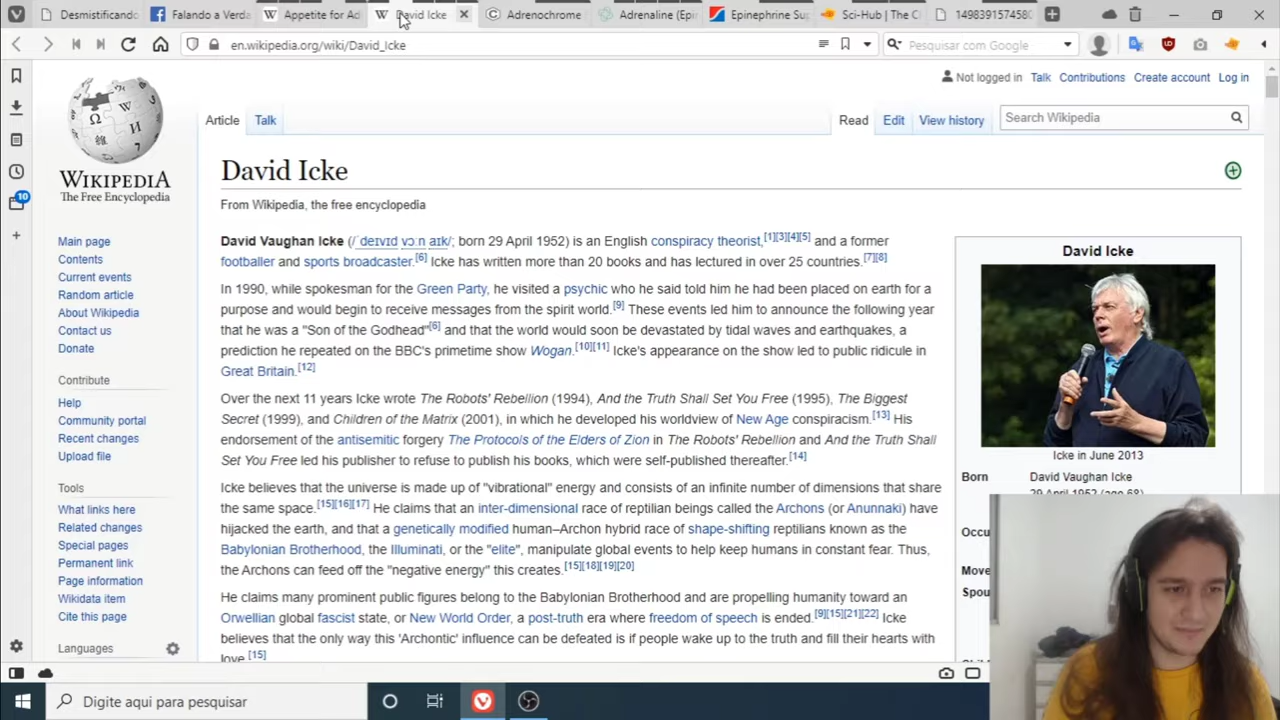 Desmistificando
Falando a Verda
Appetite for Ad
David Icke
Adrenochrome
Adrenaline (Epin
Epinephrine Sup
Sci-Hub | The Cl
1498391574580
en.wikipedia.org/wiki/David_Icke
Pesquisar com Google
10
WIKIPEDIA
The Free Encyclopedia
Main page
Contents
Current events
Random article
About Wikipedia
Contact us
Donate
Contribute
Help
Community portal
Recent changes
Upload file
Tools
What links here
Related changes
Special pages
Permanent link
Page information
Wikidata item
Cite this page
Languages
Not logged in Talk Contributions Create account Log in
Article Talk Read Edit View history Search Wikipedia
David Icke
From Wikipedia, the free encyclopedia
David Vaughan Icke (/ˈdeɪvɪd vɔːn aɪk/; born 29 April 1952) is an English conspiracy theorist,[1][3][4][5] and a former
footballer and sports broadcaster.[6] Icke has written more than 20 books and has lectured in over 25 countries.[7][8]
In 1990, while spokesman for the Green Party, he visited a psychic who he said told him he had been placed on earth for a
purpose and would begin to receive messages from the spirit world.[9] These events led him to announce the following year
that he was a "Son of the Godhead"[6] and that the world would soon be devastated by tidal waves and earthquakes, a
prediction he repeated on the BBC's primetime show Wogan.[10][11] Icke's appearance on the show led to public ridicule in
Great Britain.[12]
Over the next 11 years Icke wrote The Robots' Rebellion (1994), And the Truth Shall Set You Free (1995), The Biggest
Secret (1999), and Children of the Matrix (2001), in which he developed his worldview of New Age conspiracism.[13] His
endorsement of the antisemitic forgery The Protocols of the Elders of Zion in The Robots' Rebellion and And the Truth Shall
Set You Free led his publisher to refuse to publish his books, which were self-published thereafter.[14]
Icke believes that the universe is made up of "vibrational" energy and consists of an infinite number of dimensions that share
the same space.[15][16][17] He claims that an inter-dimensional race of reptilian beings called the Archons (or Anunnaki) have
hijacked the earth, and that a genetically modified human–Archon hybrid race of shape-shifting reptilians known as the
Babylonian Brotherhood, the Illuminati, or the "elite", manipulate global events to help keep humans in constant fear. Thus,
the Archons can feed off the "negative energy" this creates.[15][18][19][20]
He claims many prominent public figures belong to the Babylonian Brotherhood and are propelling humanity toward an
Orwellian global fascist state, or New World Order, a post-truth era where freedom of speech is ended.[9][15][21][22] Icke
believes that the only way this 'Archontic' influence can be defeated is if people wake up to the truth and fill their hearts with
love.[15]
David Icke
Icke in June 2013
Born David Vaughan Icke
29 April 1952 (age 68)
Occu
Move
Spou
Digite aqui para pesquisar